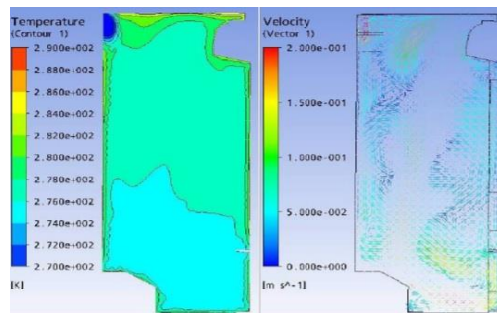 Temperature
(Contour 1)
2.900e+002
2.880e+002
2.860e+002
2.840e+002
2.820e+002
2.800e+002
2.780e+002
2.760e+002
2.740e+002
2.720e+002
2.700e+002
[K]
Velocity
(Vector 1)
2.000e-001
1.500e-001
1.000e-001
5.000e-002
0.000e+000
[m s^-1]